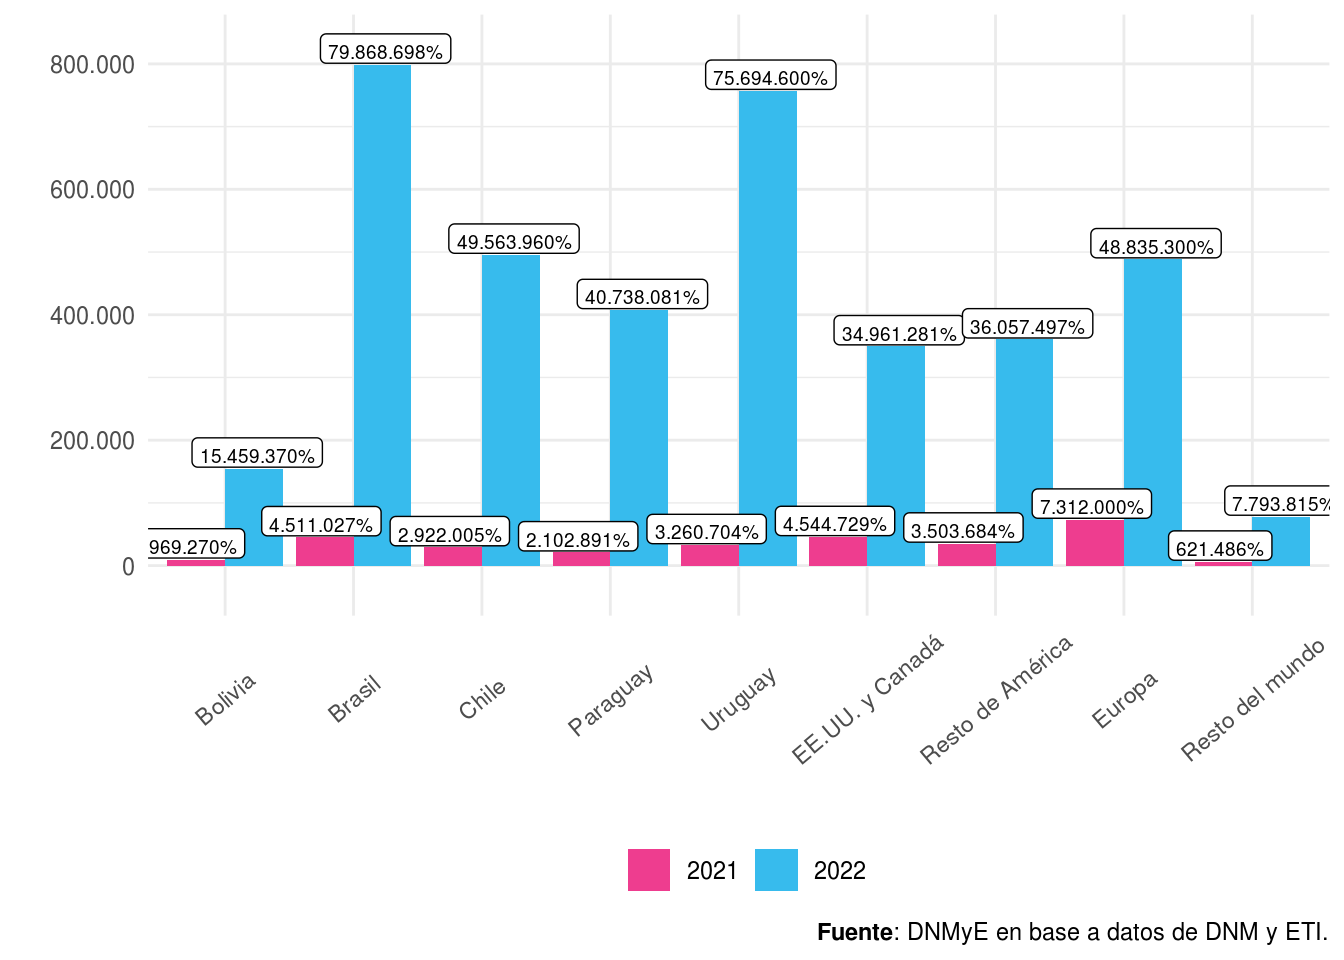 800.000
600.000
400.000
200.000
0
79.868.698%
75.694.600%
49.563.960%
48.835.300%
40.738.081%
34.961.281%
36.057.497%
15.459.370%
7.793.815%
969.270%
4.511.027%
2.922.005%
2.102.891%
3.260.704%
4.544.729%
3.503.684%
7.312.000%
621.486%
Bolivia
Brasil
Chile
Paraguay
Uruguay
EE.UU. y Canadá
Resto de América
Europa
Resto del mundo
2021
2022
Fuente: DNMyE en base a datos de DNM y ETI.